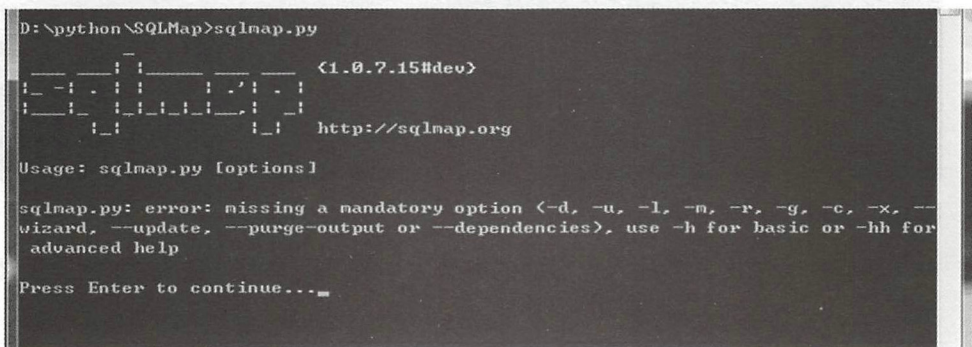 D:\python\SQLMap>sqlmap.py
{1.0.7.15#dev}
http://sqlmap.org
Usage: sqlmap.py [options]
sqlmap.py: error: missing a mandatory option (-d, -u, -l, -m, -r, -g, -c, -x, --
wizard, --update, --purge-output or --dependencies), use -h for basic or -hh for
advanced help
Press Enter to continue..._